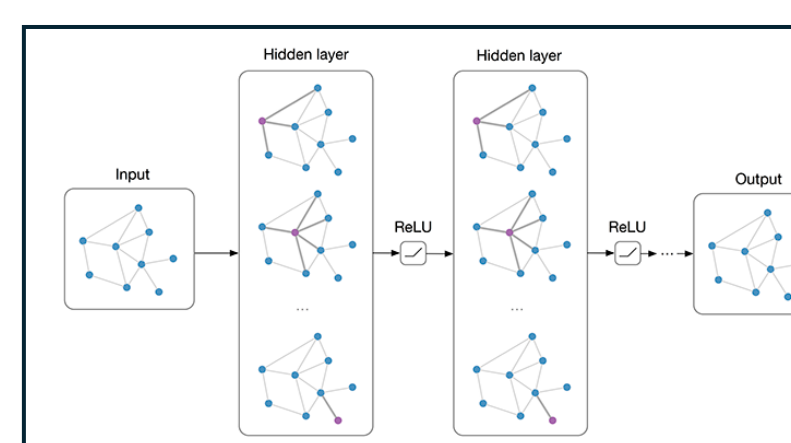 Hidden layer
Hidden layer
Input
Output
ReLU
ReLU
...
...
...